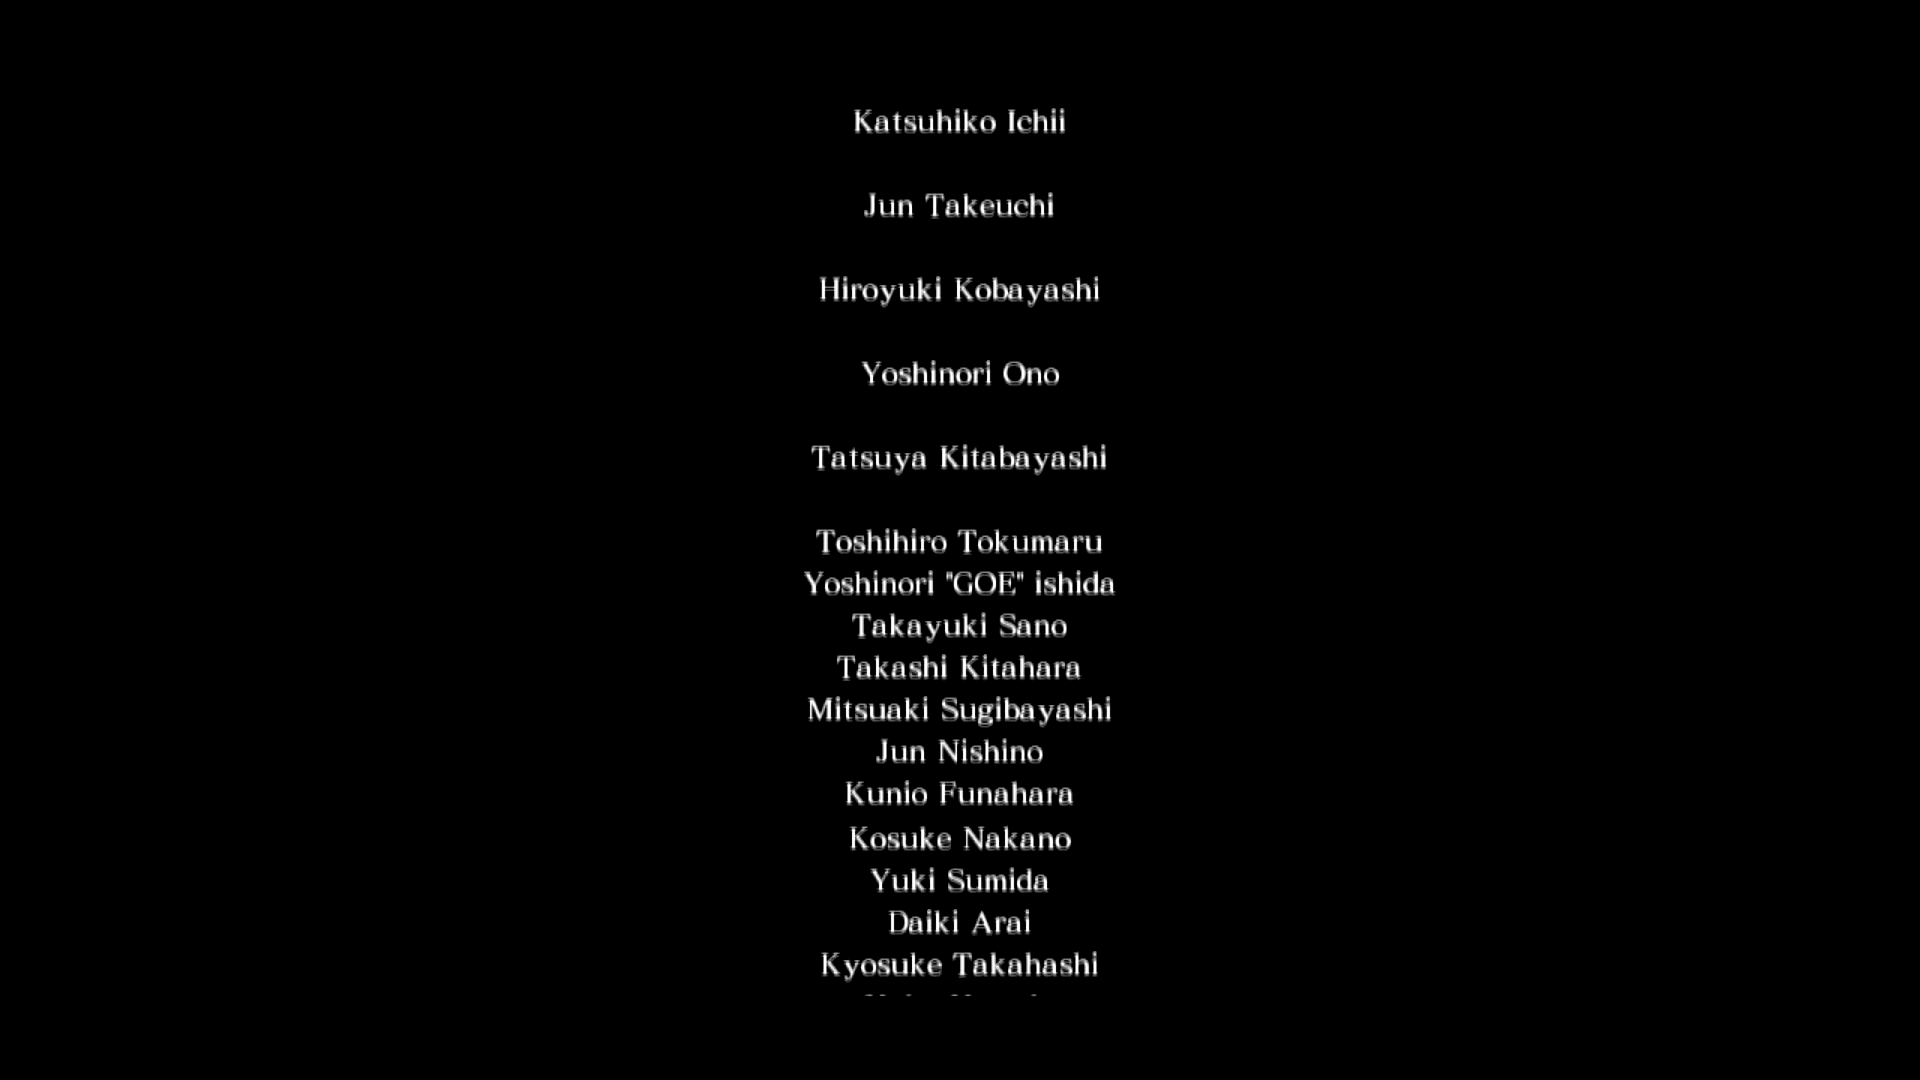 Katsuhiko Ichii
Jun Takeuchi
Hiroyuki Kobayashi
Yoshinori Ono
Tatsuya Kitabayashi
Toshihiro Tokumaru
Yoshinori "GOE" ishida
Takayuki Sano
Takashi Kitahara
Mitsuaki Sugibayashi
Jun Nishino
Kunio Funahara
Kosuke Nakano
Yuki Sumida
Daiki Arai
Kyosuke Takahashi